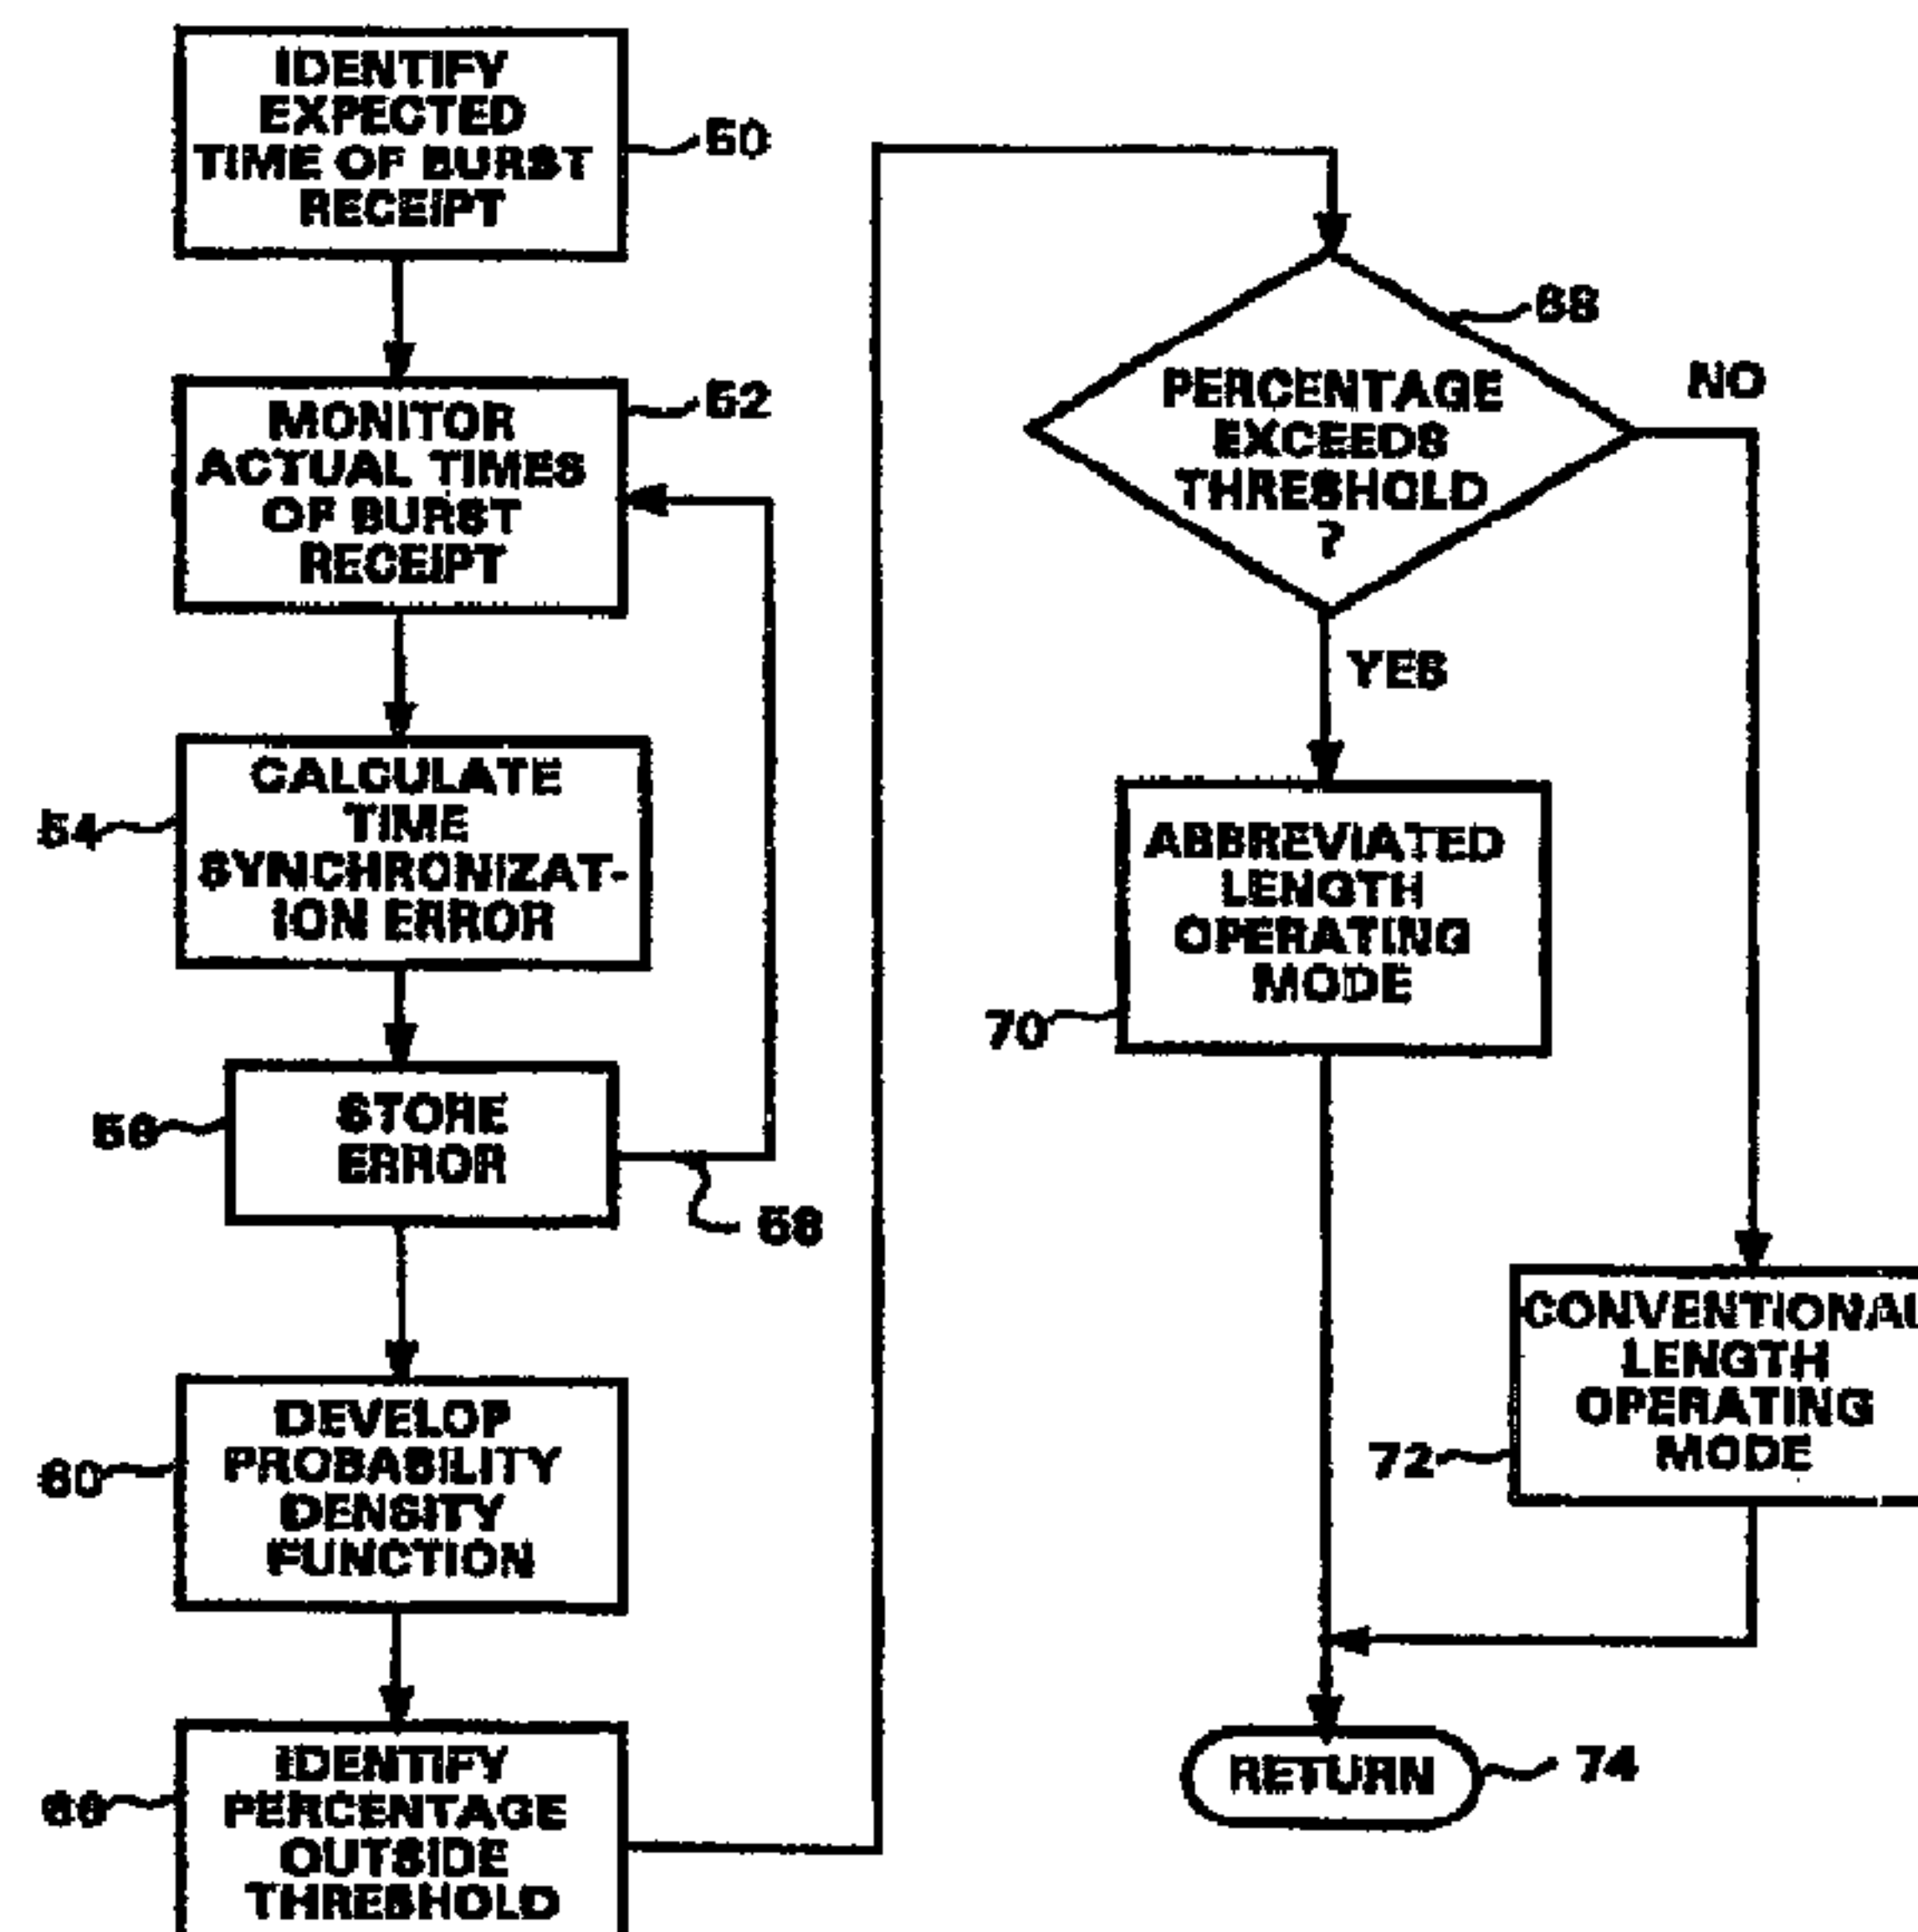 IDENTIFY
EXPECTED
TIME OF BURST
RECEIPT
50
MONITOR
ACTUAL TIMES
OF BURST
RECEIPT
52
CALCULATE
TIME
SYNCHRONIZAT-
ION ERROR
54
STORE
ERROR
56
58
DEVELOP
PROBABILITY
DENSITY
FUNCTION
60
IDENTIFY
PERCENTAGE
OUTSIDE
THRESHOLD
66
PERCENTAGE
EXCEEDS
THRESHOLD
?
68
NO
YES
ABBREVIATED
LENGTH
OPERATING
MODE
70
CONVENTIONAL
LENGTH
OPERATING
MODE
72
RETURN
74